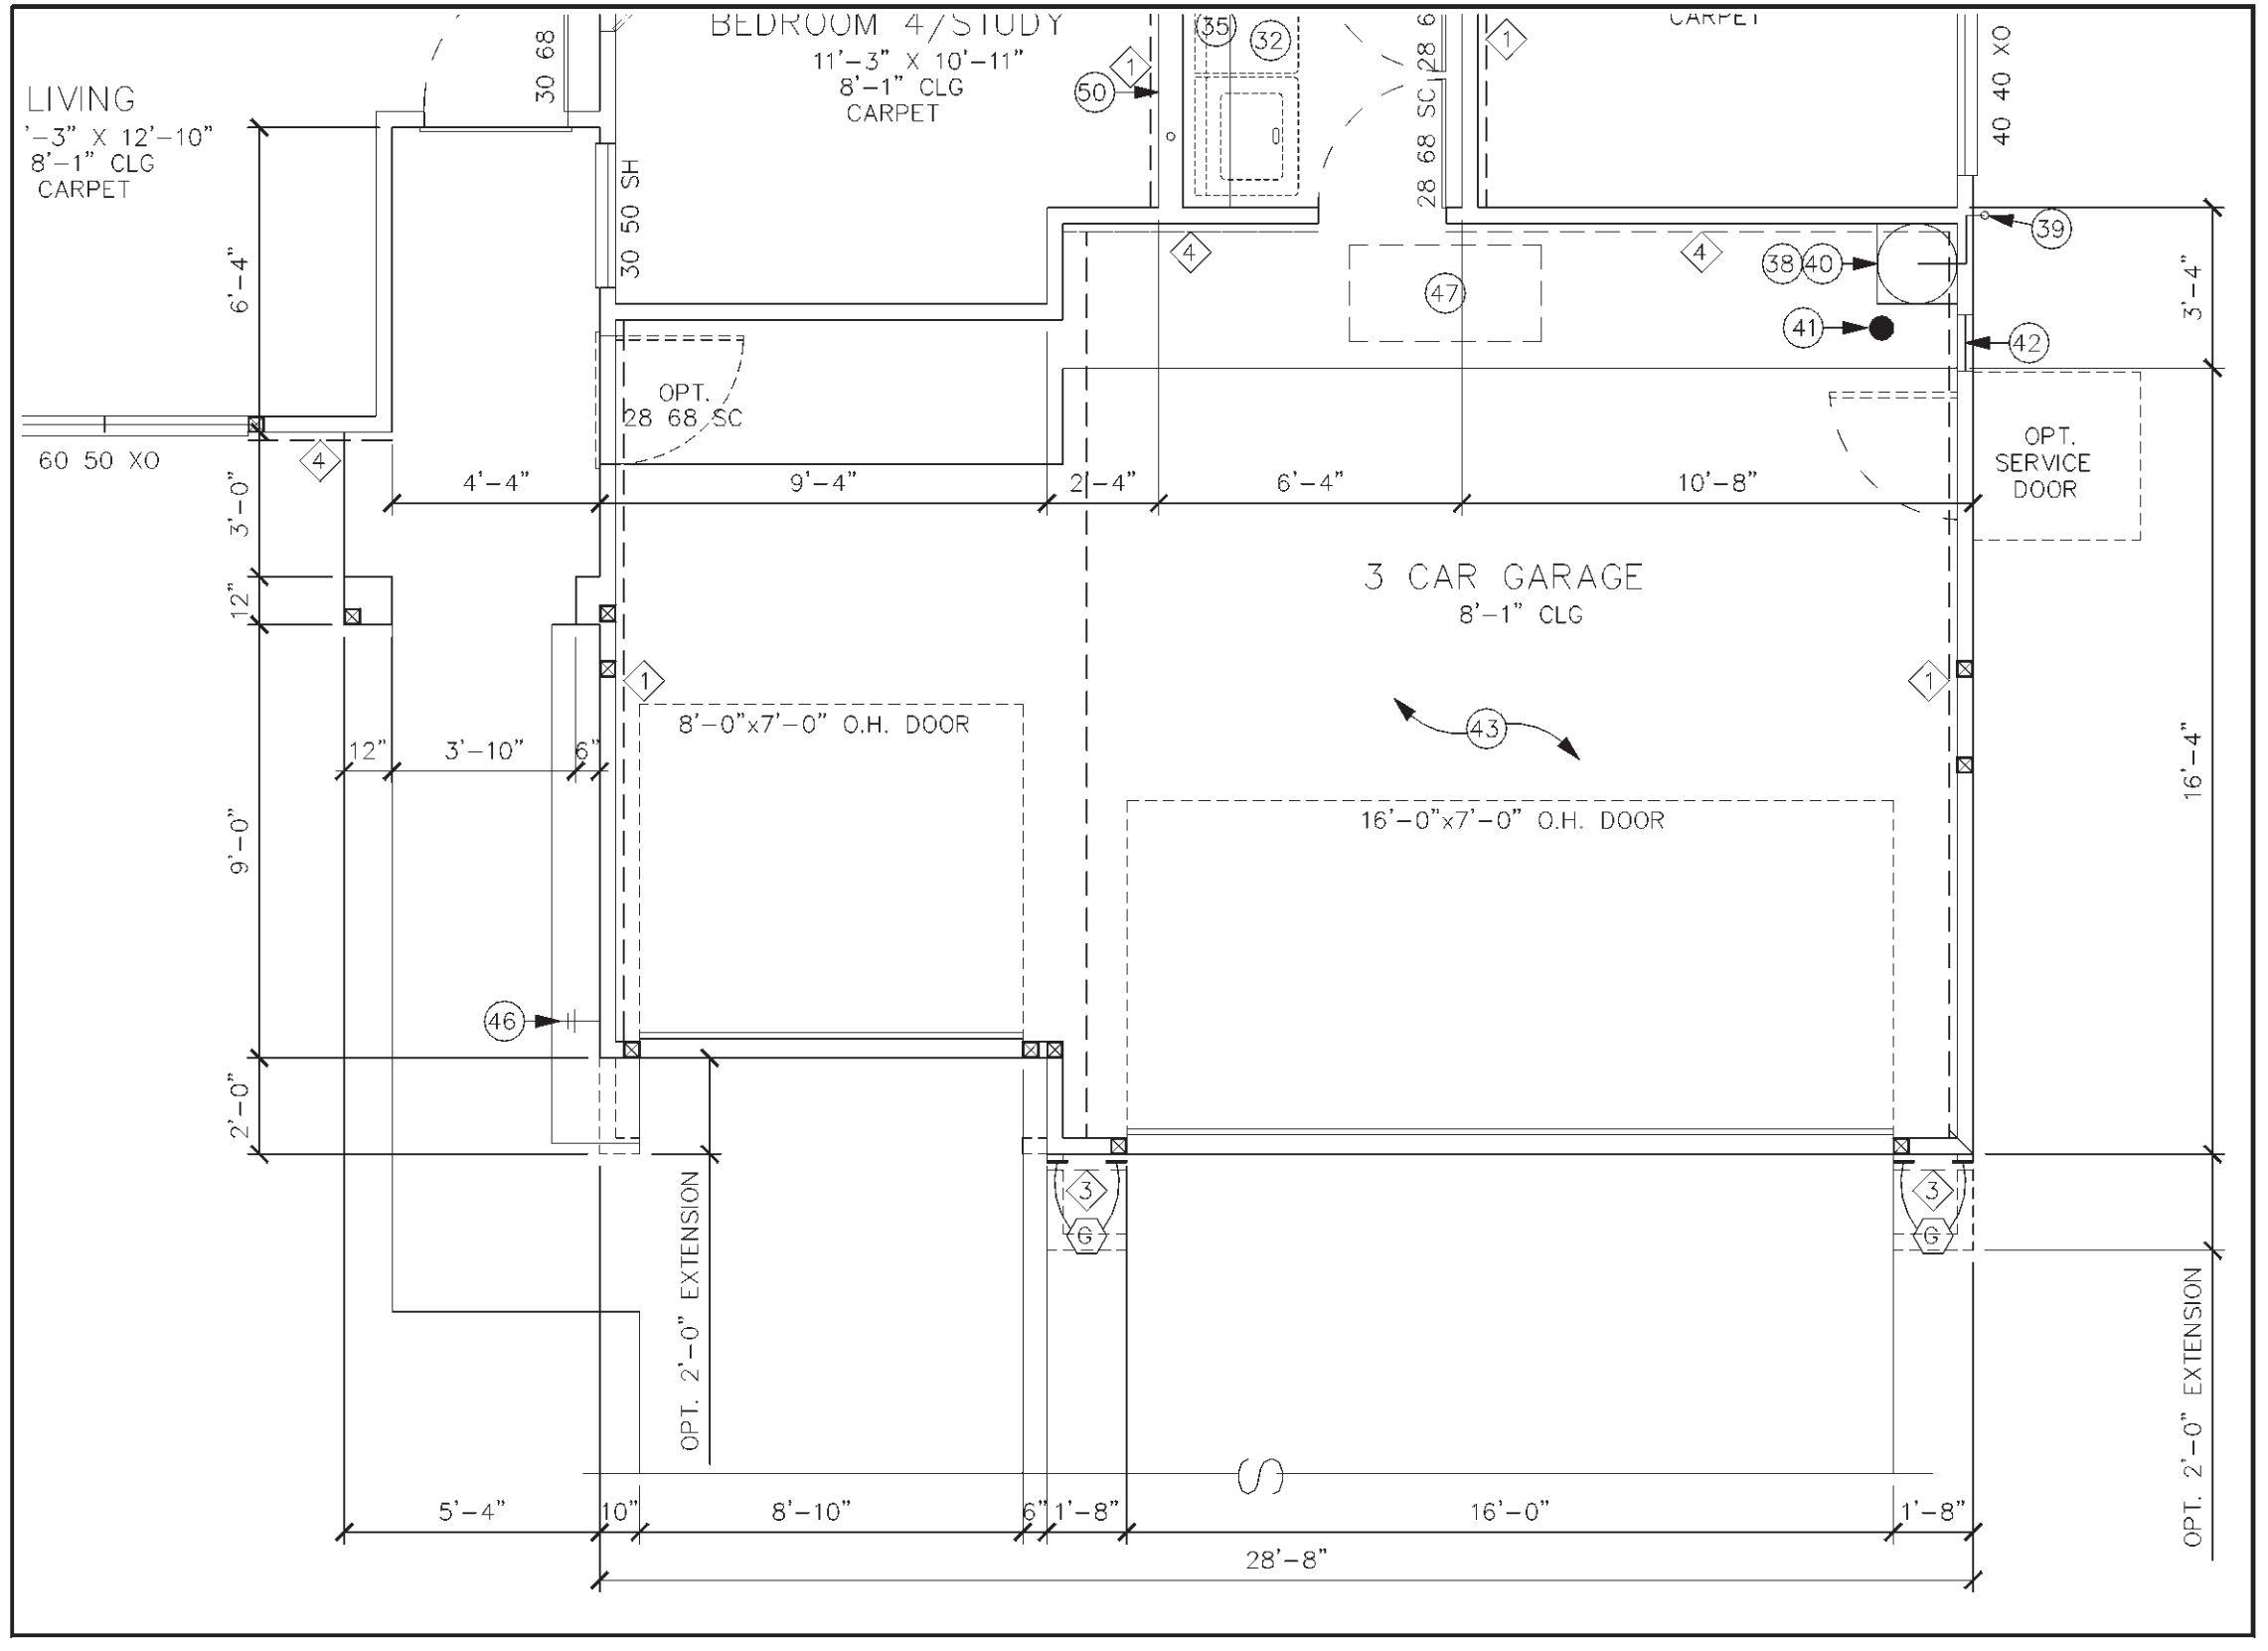 BEDROOM 4/STUDY
11'-3" X 10'-11"
8'-1" CLG
CARPET
LIVING
'-3" X 12'-10"
8'-1" CLG
CARPET
30 68
30 50 SH
35
32
1
50
28 6
28 68 SC
1
CARPET
40 40 XO
39
4
4
38
40
47
41
42
6'-4"
3'-4"
OPT.
28 68 SC
OPT.
SERVICE
DOOR
60 50 XO
4
3'-0"
4'-4"
9'-4"
2'-4"
6'-4"
10'-8"
12"
3 CAR GARAGE
8'-1" CLG
1
1
8'-0"x7'-0" O.H. DOOR
43
12"
3'-10"
6"
16'-4"
16'-0"x7'-0" O.H. DOOR
9'-0"
46
2'-0"
3
3
G
G
OPT. 2'-0" EXTENSION
OPT. 2'-0" EXTENSION
S
5'-4"
10"
8'-10"
6"
1'-8"
16'-0"
1'-8"
28'-8"